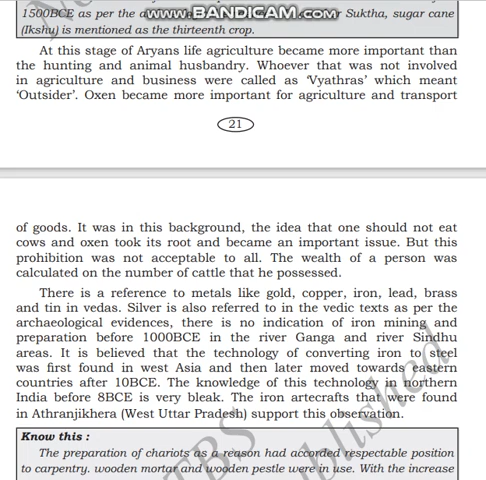 1500BCE as per the
WWW.BANDICAM.COM
Suktha, sugar cane
(Ikshu) is mentioned as the thirteenth crop.
At this stage of Aryans life agriculture became more important than
the hunting and animal husbandry. Whoever that was not involved
in agriculture and business were called as 'Vyathras' which meant
'Outsider'. Oxen became more important for agriculture and transport
21
of goods. It was in this background, the idea that one should not eat
cows and oxen took its root and became an important issue. But this
prohibition was not acceptable to all. The wealth of a person was
calculated on the number of cattle that he possessed.
There is a reference to metals like gold, copper, iron, lead, brass
and tin in vedas. Silver is also referred to in the vedic texts as per the
archaeological evidences, there is no indication of iron mining and
preparation before 1000BCE in the river Ganga and river Sindhu
areas. It is believed that the technology of converting iron to steel
was first found in west Asia and then later moved towards eastern
countries after 10BCE. The knowledge of this technology in northern
India before 8BCE is very bleak. The iron artecrafts that were found
in Athranjikhera (West Uttar Pradesh) support this observation.
Know this :
The preparation of chariots as a reason had accorded respectable position
to carpentry. wooden mortar and wooden pestle were in use. With the increase